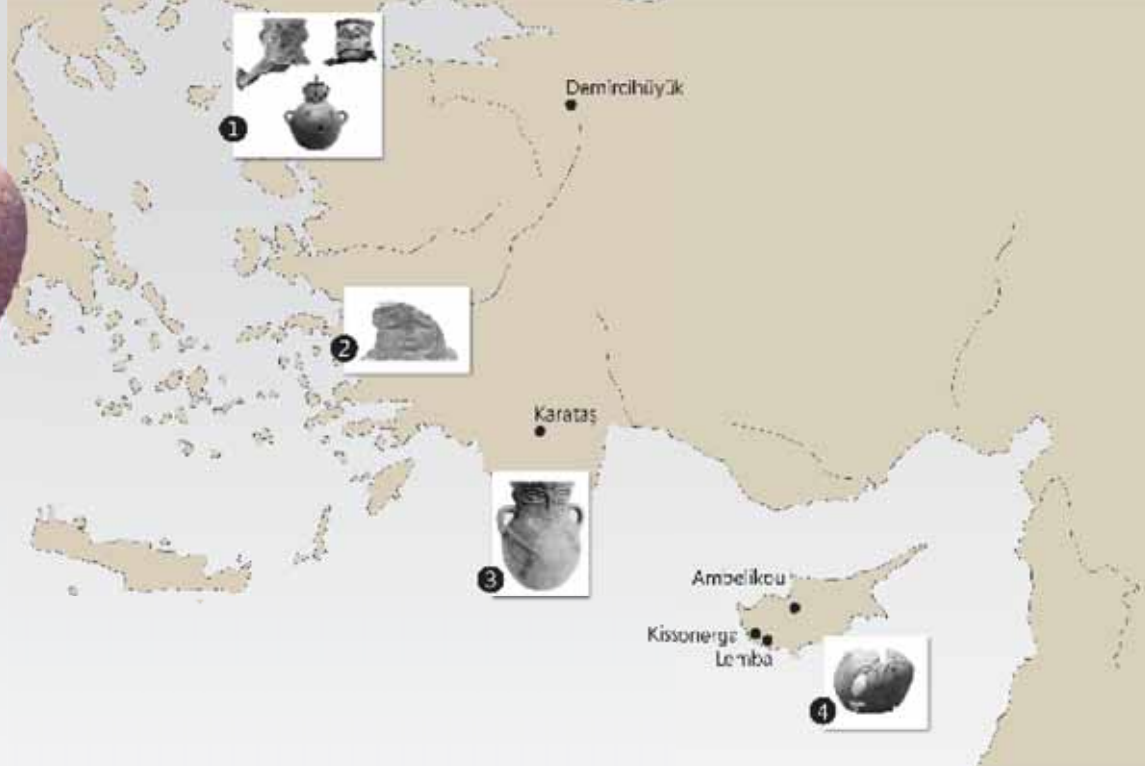 Demircihüyük
1
2
Karataş
3
Ambelikou
Kissonerga
Lemba
4